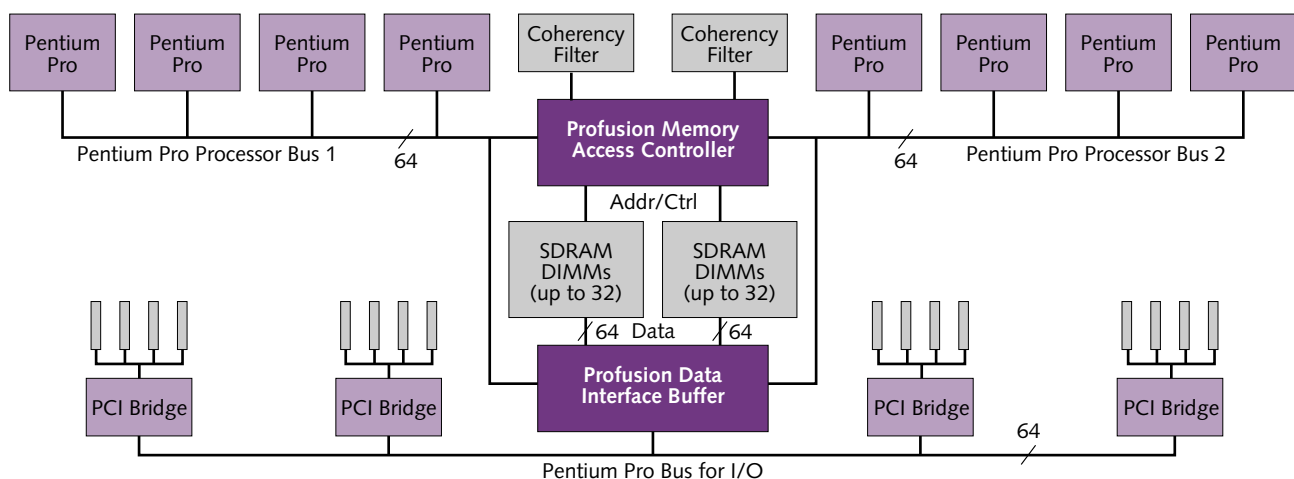 Pentium
Pro
Pentium
Pro
Pentium
Pro
Pentium
Pro
Coherency
Filter
Coherency
Filter
Pentium
Pro
Pentium
Pro
Pentium
Pro
Pentium
Pro
Pentium Pro Processor Bus 1
64
Profusion Memory
Access Controller
64
Pentium Pro Processor Bus 2
Addr/Ctrl
SDRAM
DIMMs
(up to 32)
SDRAM
DIMMs
(up to 32)
64
Data
64
Profusion Data
Interface Buffer
PCI Bridge
PCI Bridge
PCI Bridge
PCI Bridge
64
Pentium Pro Bus for I/O